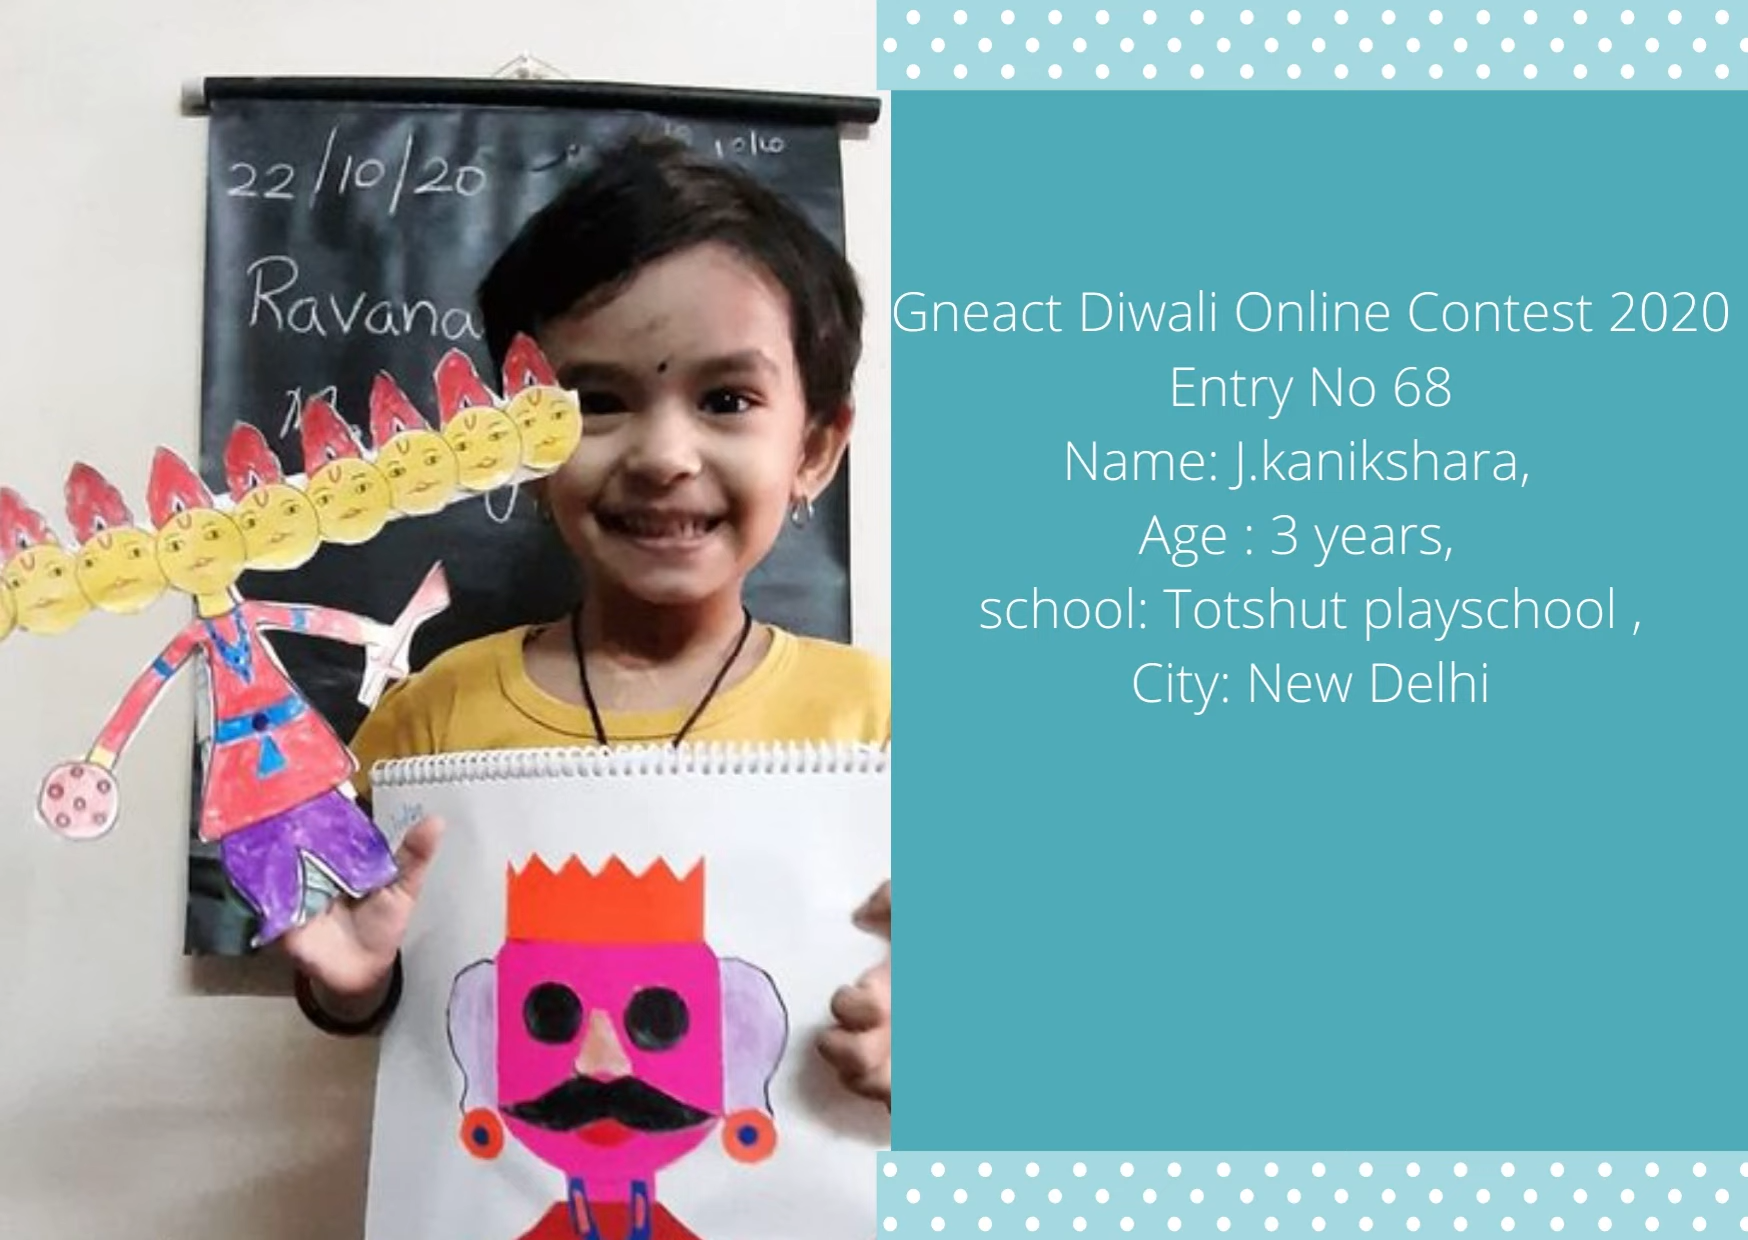 22/10/20
Ravana
Gneact Diwali Online Contest 2020
Entry No 68
Name: J.kanikshara,
Age : 3 years,
school: Totshut playschool ,
City: New Delhi